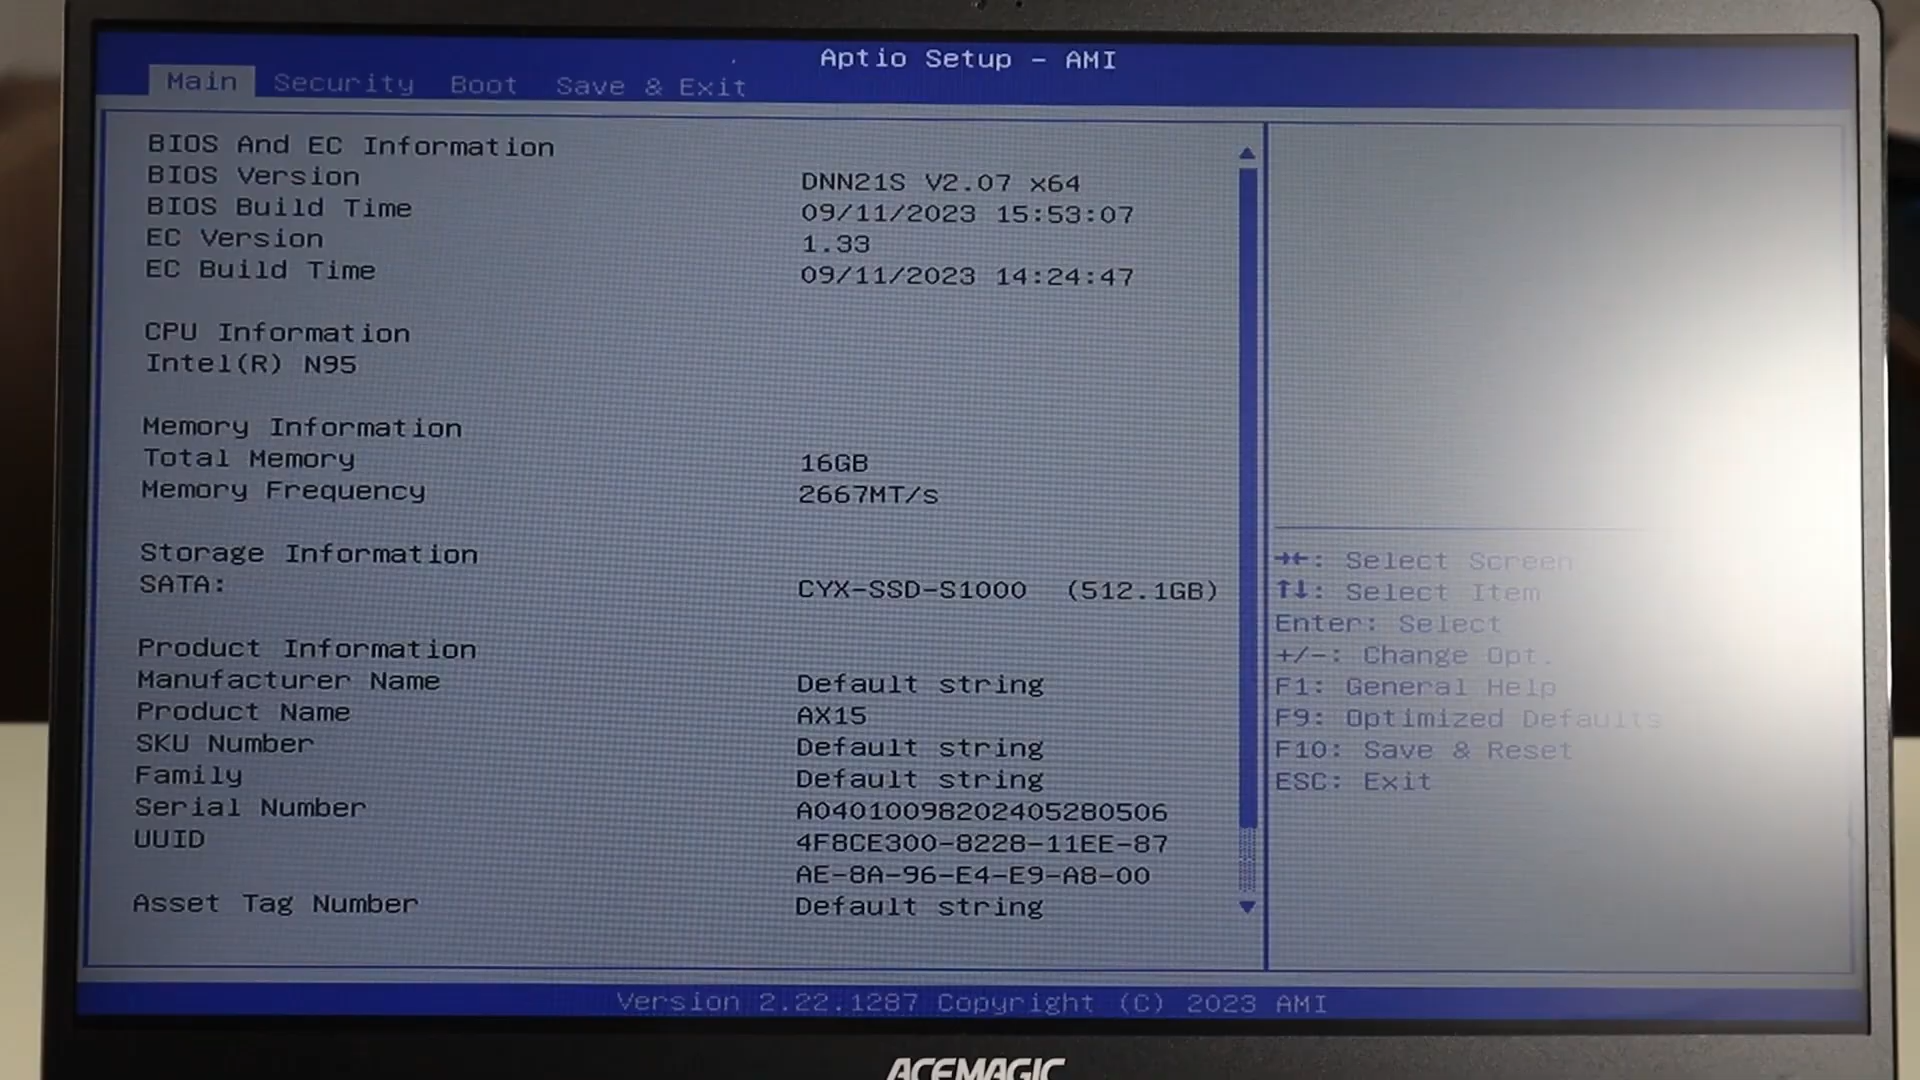 Aptio Setup - AMI
Main Security Boot Save & Exit
BIOS And EC Information
BIOS Version DNN21S V2.07 x64
BIOS Build Time 09/11/2023 15:53:07
EC Version 1.33
EC Build Time 09/11/2023 14:24:47
CPU Information
Intel(R) N95
Memory Information
Total Memory 16GB
Memory Frequency 2667MT/s
Storage Information
SATA: CYX-SSD-S1000 (512.1GB)
Product Information
Manufacturer Name Default string
Product Name AX15
SKU Number Default string
Family Default string
Serial Number A04010098202405280506
UUID 4F8CE300-8228-11EE-87
AE-8A-96-E4-E9-A8-00
Asset Tag Number Default string
→←: Select Screen
↑↓: Select Item
Enter: Select
+/-: Change Opt.
F1: General Help
F9: Optimized Defaults
F10: Save & Reset
ESC: Exit
Version 2.22.1287 Copyright (C) 2023 AMI
ACEMAGIC